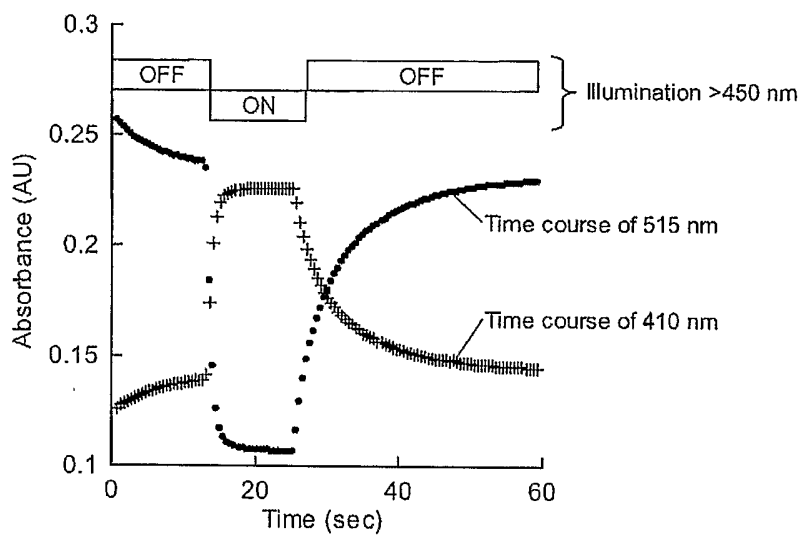 0.3
OFF
OFF
ON
Illumination >450 nm
0.25
Absorbance (AU)
Time course of 515 nm
0.2
Time course of 410 nm
0.15
0.1
0
20
40
60
Time (sec)